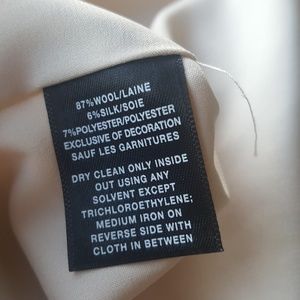 87%WOOL/LAINE
6%SILK/SOIE
7%POLYESTER/POLYESTER
EXCLUSIVE OF DECORATION
SAUF LES GARNITURES
DRY CLEAN ONLY INSIDE
OUT USING ANY
SOLVENT EXCEPT
TRICHLOROETHYLENE;
MEDIUM IRON ON
REVERSE SIDE WITH
CLOTH IN BETWEEN